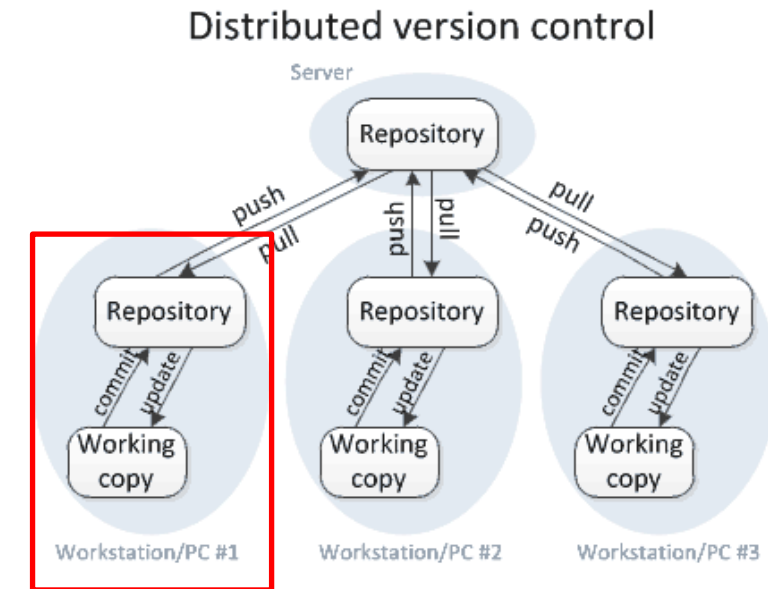 Distributed version control
Server
Repository
push
pull
push
pull
pull
push
Repository
Repository
Repository
commit
update
commit
update
commit
update
Working
copy
Working
copy
Working
copy
Workstation/PC #1
Workstation/PC #2
Workstation/PC #3